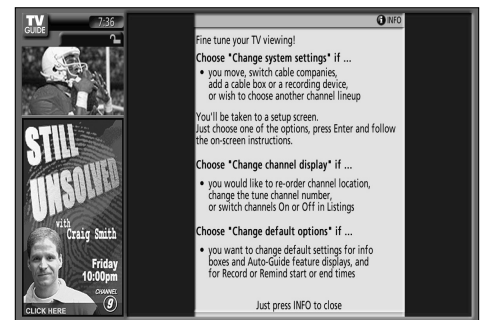 TV
GUIDE
7:36
INFO
Fine tune your TV viewing!
Choose "Change system settings" if ...
• you move, switch cable companies,
add a cable box or a recording device,
or wish to choose another channel lineup
You'll be taken to a setup screen.
Just choose one of the options, press Enter and follow
the on-screen instructions.
Choose "Change channel display" if ...
• you would like to re-order channel location,
change the tune channel number,
or switch channels On or Off in Listings
Choose "Change default options" if ...
• you want to change default settings for info
boxes and Auto-Guide feature displays, and
for Record or Remind start or end times
Just press INFO to close
STILL
UNSOLVED
with
Craig Smith
Friday
10:00pm
CHANNEL
9
CLICK HERE